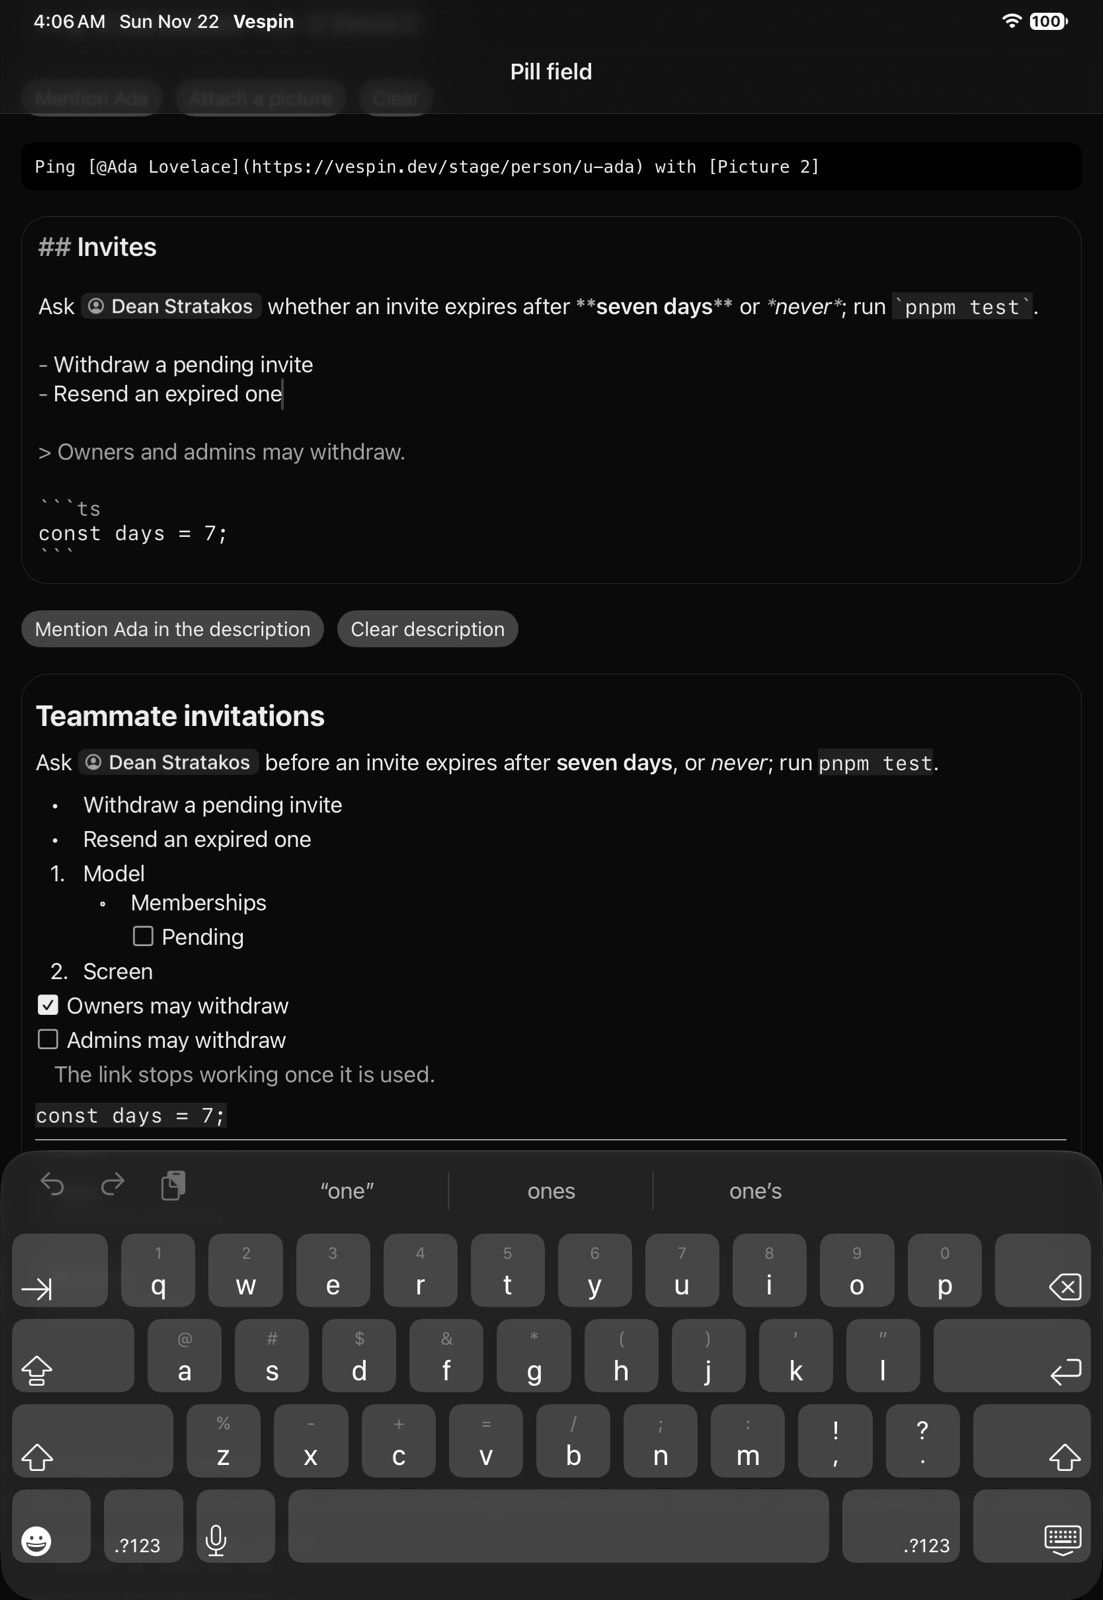 4:06 AM Sun Nov 22 Vespin
100
Pill field
Mention Ada Attach a picture Clear
Ping [@Ada Lovelace](https://vespin.dev/stage/person/u-ada) with [Picture 2]
## Invites
Ask Dean Stratakos whether an invite expires after **seven days** or *never*; run `pnpm test`.
- Withdraw a pending invite
- Resend an expired one
> Owners and admins may withdraw.
```ts
const days = 7;
```
Mention Ada in the description Clear description
Teammate invitations
Ask Dean Stratakos before an invite expires after seven days, or never; run pnpm test.
• Withdraw a pending invite
• Resend an expired one
1. Model
◦ Memberships
Pending
2. Screen
Owners may withdraw
Admins may withdraw
The link stops working once it is used.
const days = 7;
“one” ones one’s
1 2 3 4 5 6 7 8 9 0
q w e r t y u i o p
@ # $ & * ( ) ' "
a s d f g h j k l
% - + = / ; : ! ?
z x c v b n m , .
.?123 .?123